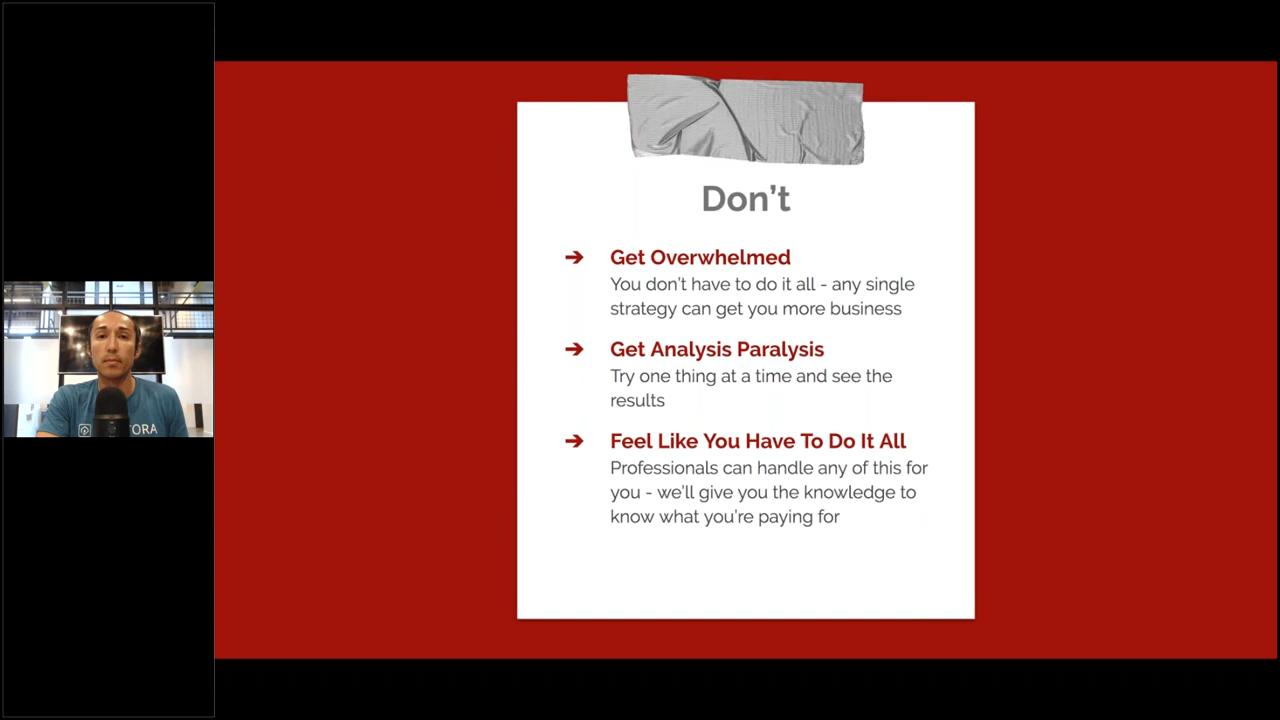 Don’t
➔ Get Overwhelmed
You don’t have to do it all - any single
strategy can get you more business
➔ Get Analysis Paralysis
Try one thing at a time and see the
results
➔ Feel Like You Have To Do It All
Professionals can handle any of this for
you - we’ll give you the knowledge to
know what you’re paying for